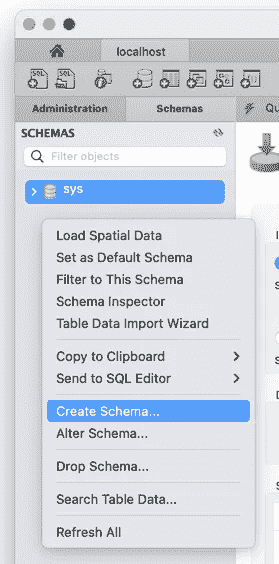 localhost
Administration
Schemas
Qu
SCHEMAS
Filter objects
sys
Load Spatial Data
Set as Default Schema
Filter to This Schema
Schema Inspector
Table Data Import Wizard
Copy to Clipboard
Send to SQL Editor
Create Schema...
Alter Schema...
Drop Schema...
Search Table Data...
Refresh All